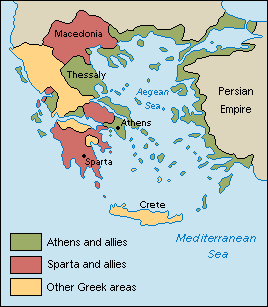 Macedonia
Thessaly
Aegean
Sea
Persian
Empire
Athens
Sparta
Crete
Mediterranean
Sea
Athens and allies
Sparta and allies
Other Greek areas